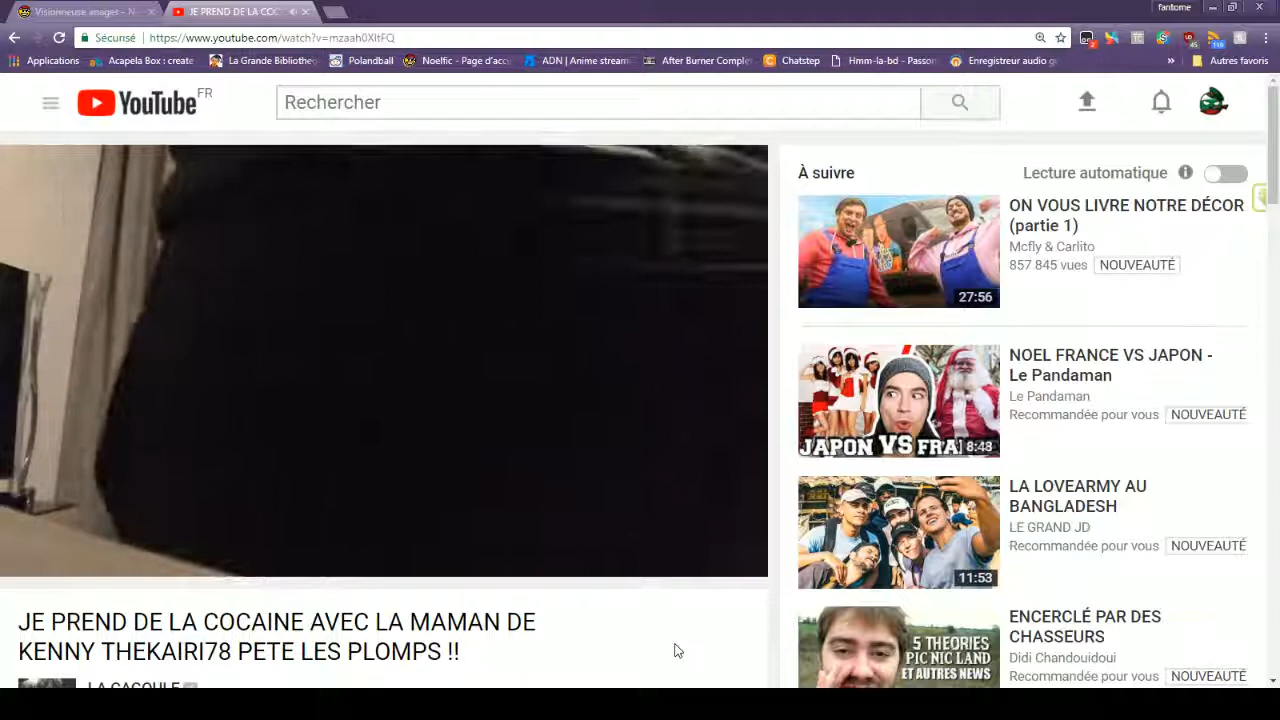 Visionneuse images - N
JE PREND DE LA COC
fantome
Sécurisé
https://www.youtube.com/watch?v=mzaah0XItFQ
Applications
Acapela Box : create
La Grande Bibliothe
Polandball
Noelfic - Page d'acc
ADN | Anime stream
After Burner Comple
Chatstep
Hmm-la-bd - Passon
Enregistreur audio g
»
Autres favoris
YouTube FR
Rechercher
À suivre
Lecture automatique
ON VOUS LIVRE NOTRE DÉCOR
(partie 1)
Mcfly & Carlito
857 845 vues NOUVEAUTÉ
27:56
NOEL FRANCE VS JAPON -
Le Pandaman
Le Pandaman
Recommandée pour vous NOUVEAUTÉ
JAPON VS FRA
8:48
LA LOVEARMY AU
BANGLADESH
LE GRAND JD
Recommandée pour vous NOUVEAUTÉ
11:53
ENCERCLÉ PAR DES
CHASSEURS
Didi Chandouidoui
Recommandée pour vous NOUVEAUTÉ
5 THEORIES
PIC NIC LAND
ET AUTRES NEWS
JE PREND DE LA COCAINE AVEC LA MAMAN DE
KENNY THEKAIRI78 PETE LES PLOMPS !!
LA CAGOULE